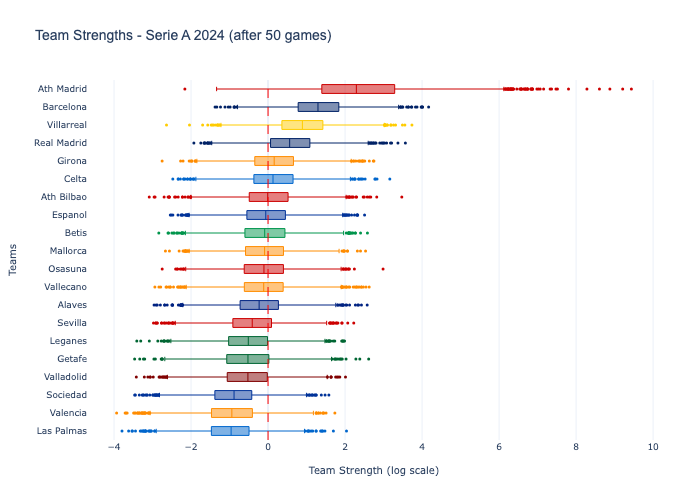 Team Strengths - Serie A 2024 (after 50 games)
Ath Madrid
Barcelona
Villarreal
Real Madrid
Girona
Celta
Ath Bilbao
Espanol
Betis
Mallorca
Osasuna
Vallecano
Alaves
Sevilla
Leganes
Getafe
Valladolid
Sociedad
Valencia
Las Palmas
Teams
−4 −2 0 2 4 6 8 10
Team Strength (log scale)